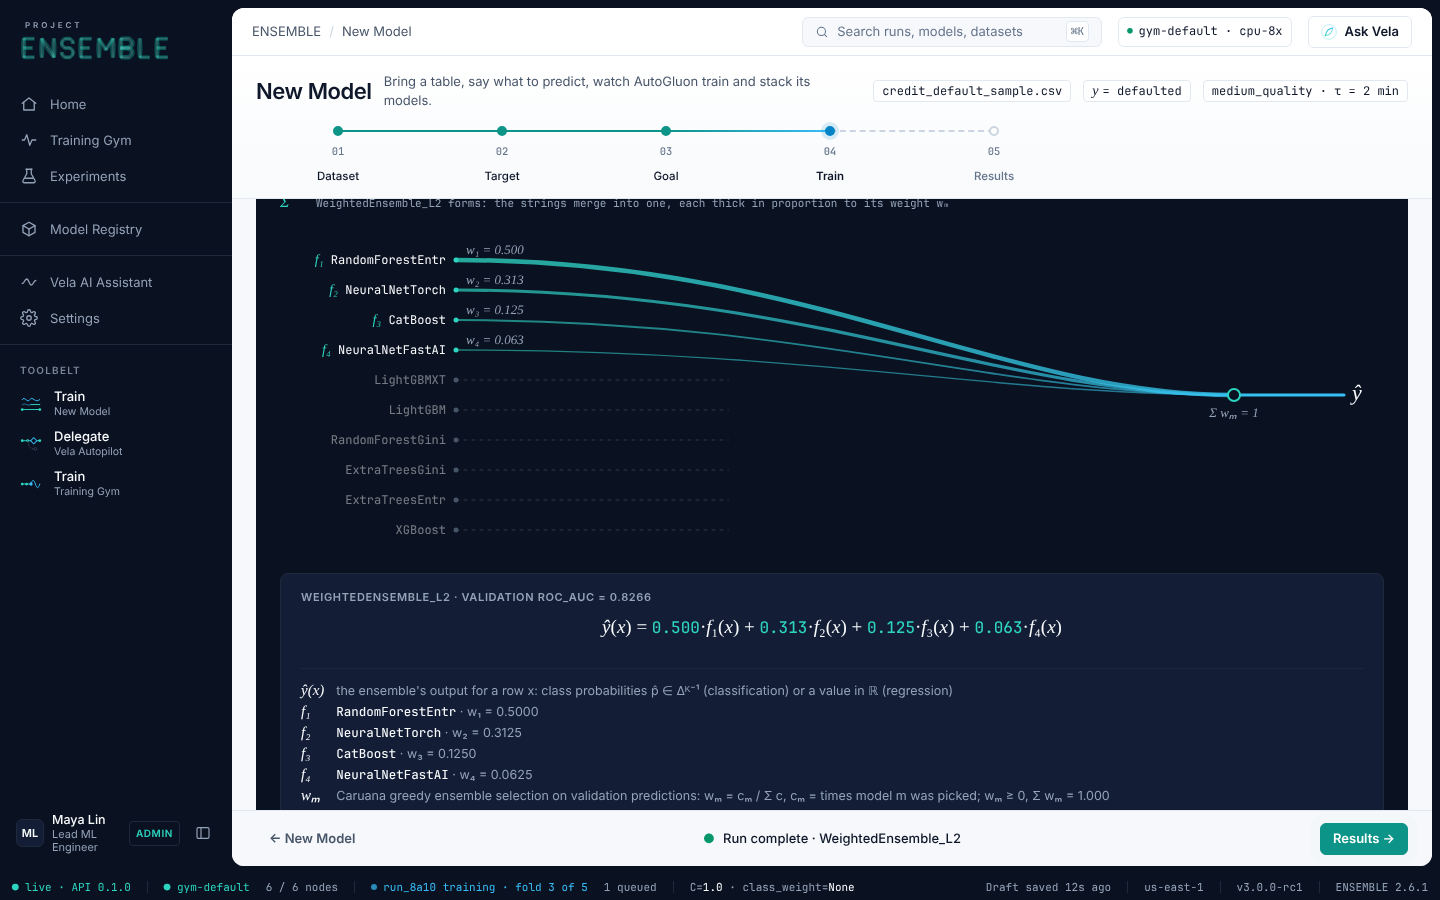 PROJECT
ENSEMBLE
Home
Training Gym
Experiments
Model Registry
Vela AI Assistant
Settings
TOOLBELT
Train
New Model
Delegate
Vela Autopilot
Train
Training Gym
ML
Maya Lin
Lead ML
Engineer
ADMIN
ENSEMBLE / New Model
Search runs, models, datasets
⌘K
gym-default · cpu-8x
Ask Vela
New Model
Bring a table, say what to predict, watch AutoGluon train and stack its
models.
credit_default_sample.csv
y = defaulted
medium_quality · τ = 2 min
01
02
03
04
05
Dataset
Target
Goal
Train
Results
Σ WeightedEnsemble_L2 forms: the strings merge into one, each thick in proportion to its weight wₘ
f₁ RandomForestEntr
w₁ = 0.500
f₂ NeuralNetTorch
w₂ = 0.313
f₃ CatBoost
w₃ = 0.125
f₄ NeuralNetFastAI
w₄ = 0.063
LightGBMXT
LightGBM
RandomForestGini
ExtraTreesGini
ExtraTreesEntr
XGBoost
ŷ
Σ wₘ = 1
WEIGHTEDENSEMBLE_L2 · VALIDATION ROC_AUC = 0.8266
ŷ(x) = 0.500·f₁(x) + 0.313·f₂(x) + 0.125·f₃(x) + 0.063·f₄(x)
ŷ(x) the ensemble's output for a row x: class probabilities p̂ ∈ Δᴷ⁻¹ (classification) or a value in ℝ (regression)
f₁ RandomForestEntr · w₁ = 0.5000
f₂ NeuralNetTorch · w₂ = 0.3125
f₃ CatBoost · w₃ = 0.1250
f₄ NeuralNetFastAI · w₄ = 0.0625
wₘ Caruana greedy ensemble selection on validation predictions: wₘ = cₘ / Σ c, cₘ = times model m was picked; wₘ ≥ 0, Σ wₘ = 1.000
← New Model
Run complete · WeightedEnsemble_L2
Results →
live · API 0.1.0
gym-default 6 / 6 nodes
run_8a10 training · fold 3 of 5 1 queued
C=1.0 · class_weight=None
Draft saved 12s ago
us-east-1
v3.0.0-rc1
ENSEMBLE 2.6.1